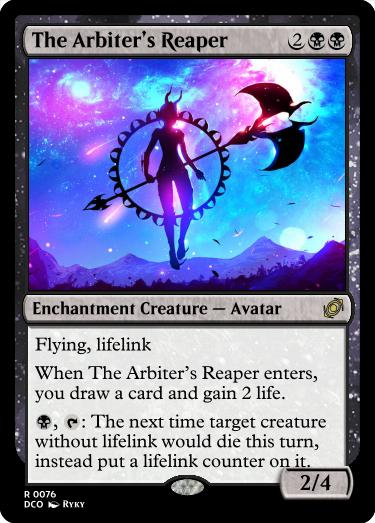 The Arbiter's Reaper 2
Enchantment Creature — Avatar
Flying, lifelink
When The Arbiter's Reaper enters,
you draw a card and gain 2 life.
, : The next time target creature
without lifelink would die this turn,
instead put a lifelink counter on it.
2/4
R 0076
DCO Ryky